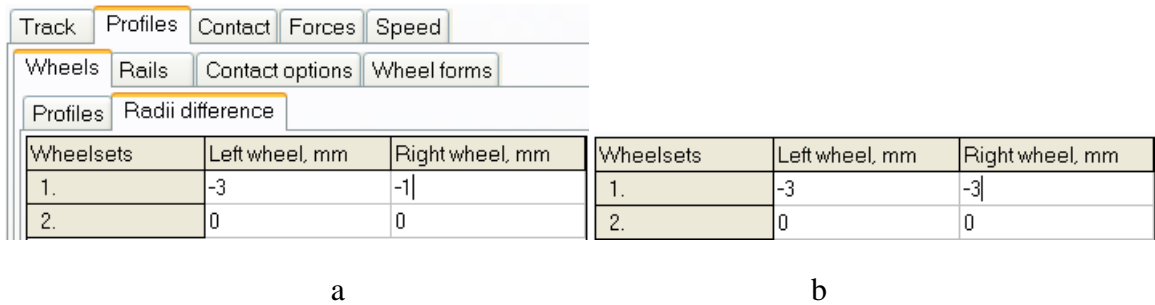 Track Profiles Contact Forces Speed
Wheels Rails Contact options Wheel forms
Profiles Radii difference
Wheelsets Left wheel, mm Right wheel, mm
1. -3 -1
2. 0 0
Wheelsets Left wheel, mm Right wheel, mm
1. -3 -3
2. 0 0
a
b